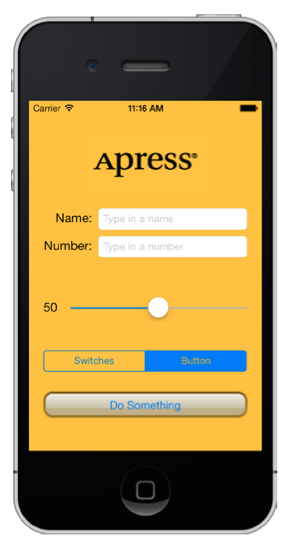 Carrier 11:16 AM
Apress®
Name: Type in a name
Number: Type in a number
50
Switches Button
Do Something